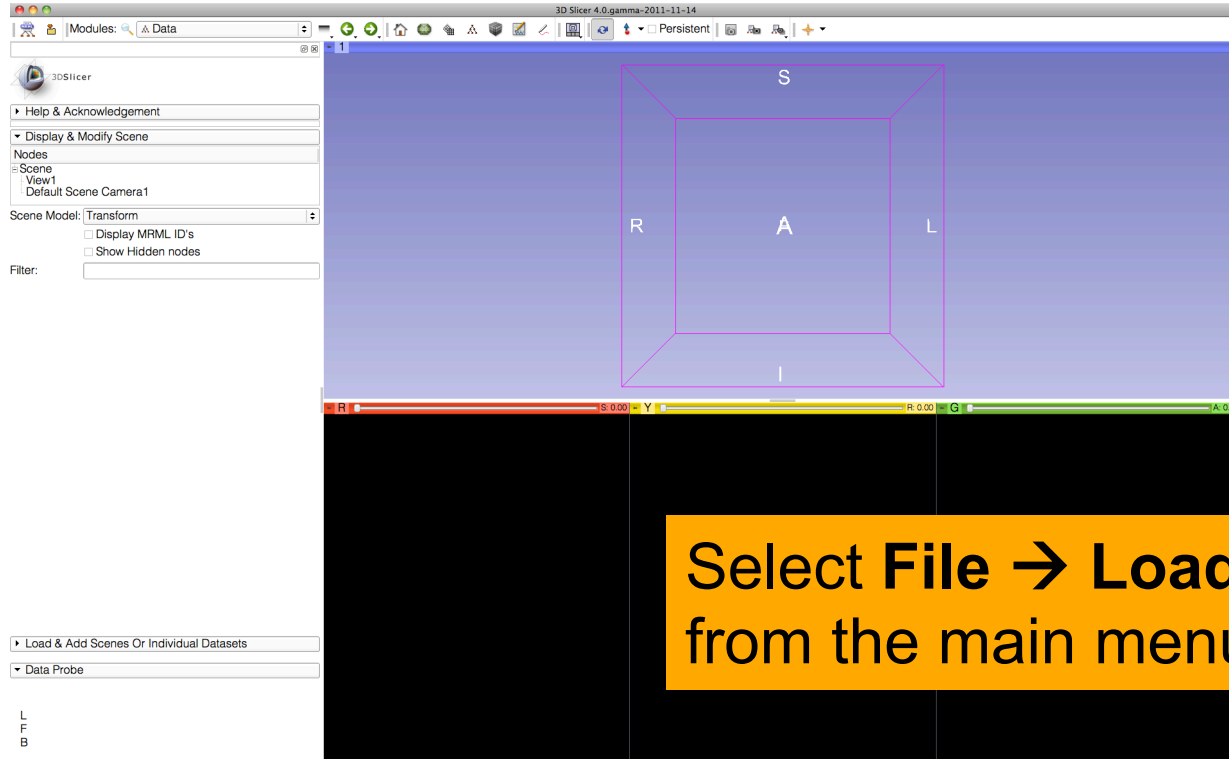 3D Slicer 4.0.gamma-2011-11-14
Modules: Data Persistent
1
3DSlicer
Help & Acknowledgement
Display & Modify Scene
Nodes
Scene
View1
Default Scene Camera1
Scene Model: Transform
Display MRML ID's
Show Hidden nodes
Filter:
S
R A L
I
R S: 0.00 Y R: 0.00 G A: 0
Select File → Load
from the main menu
Load & Add Scenes Or Individual Datasets
Data Probe
L
F
B